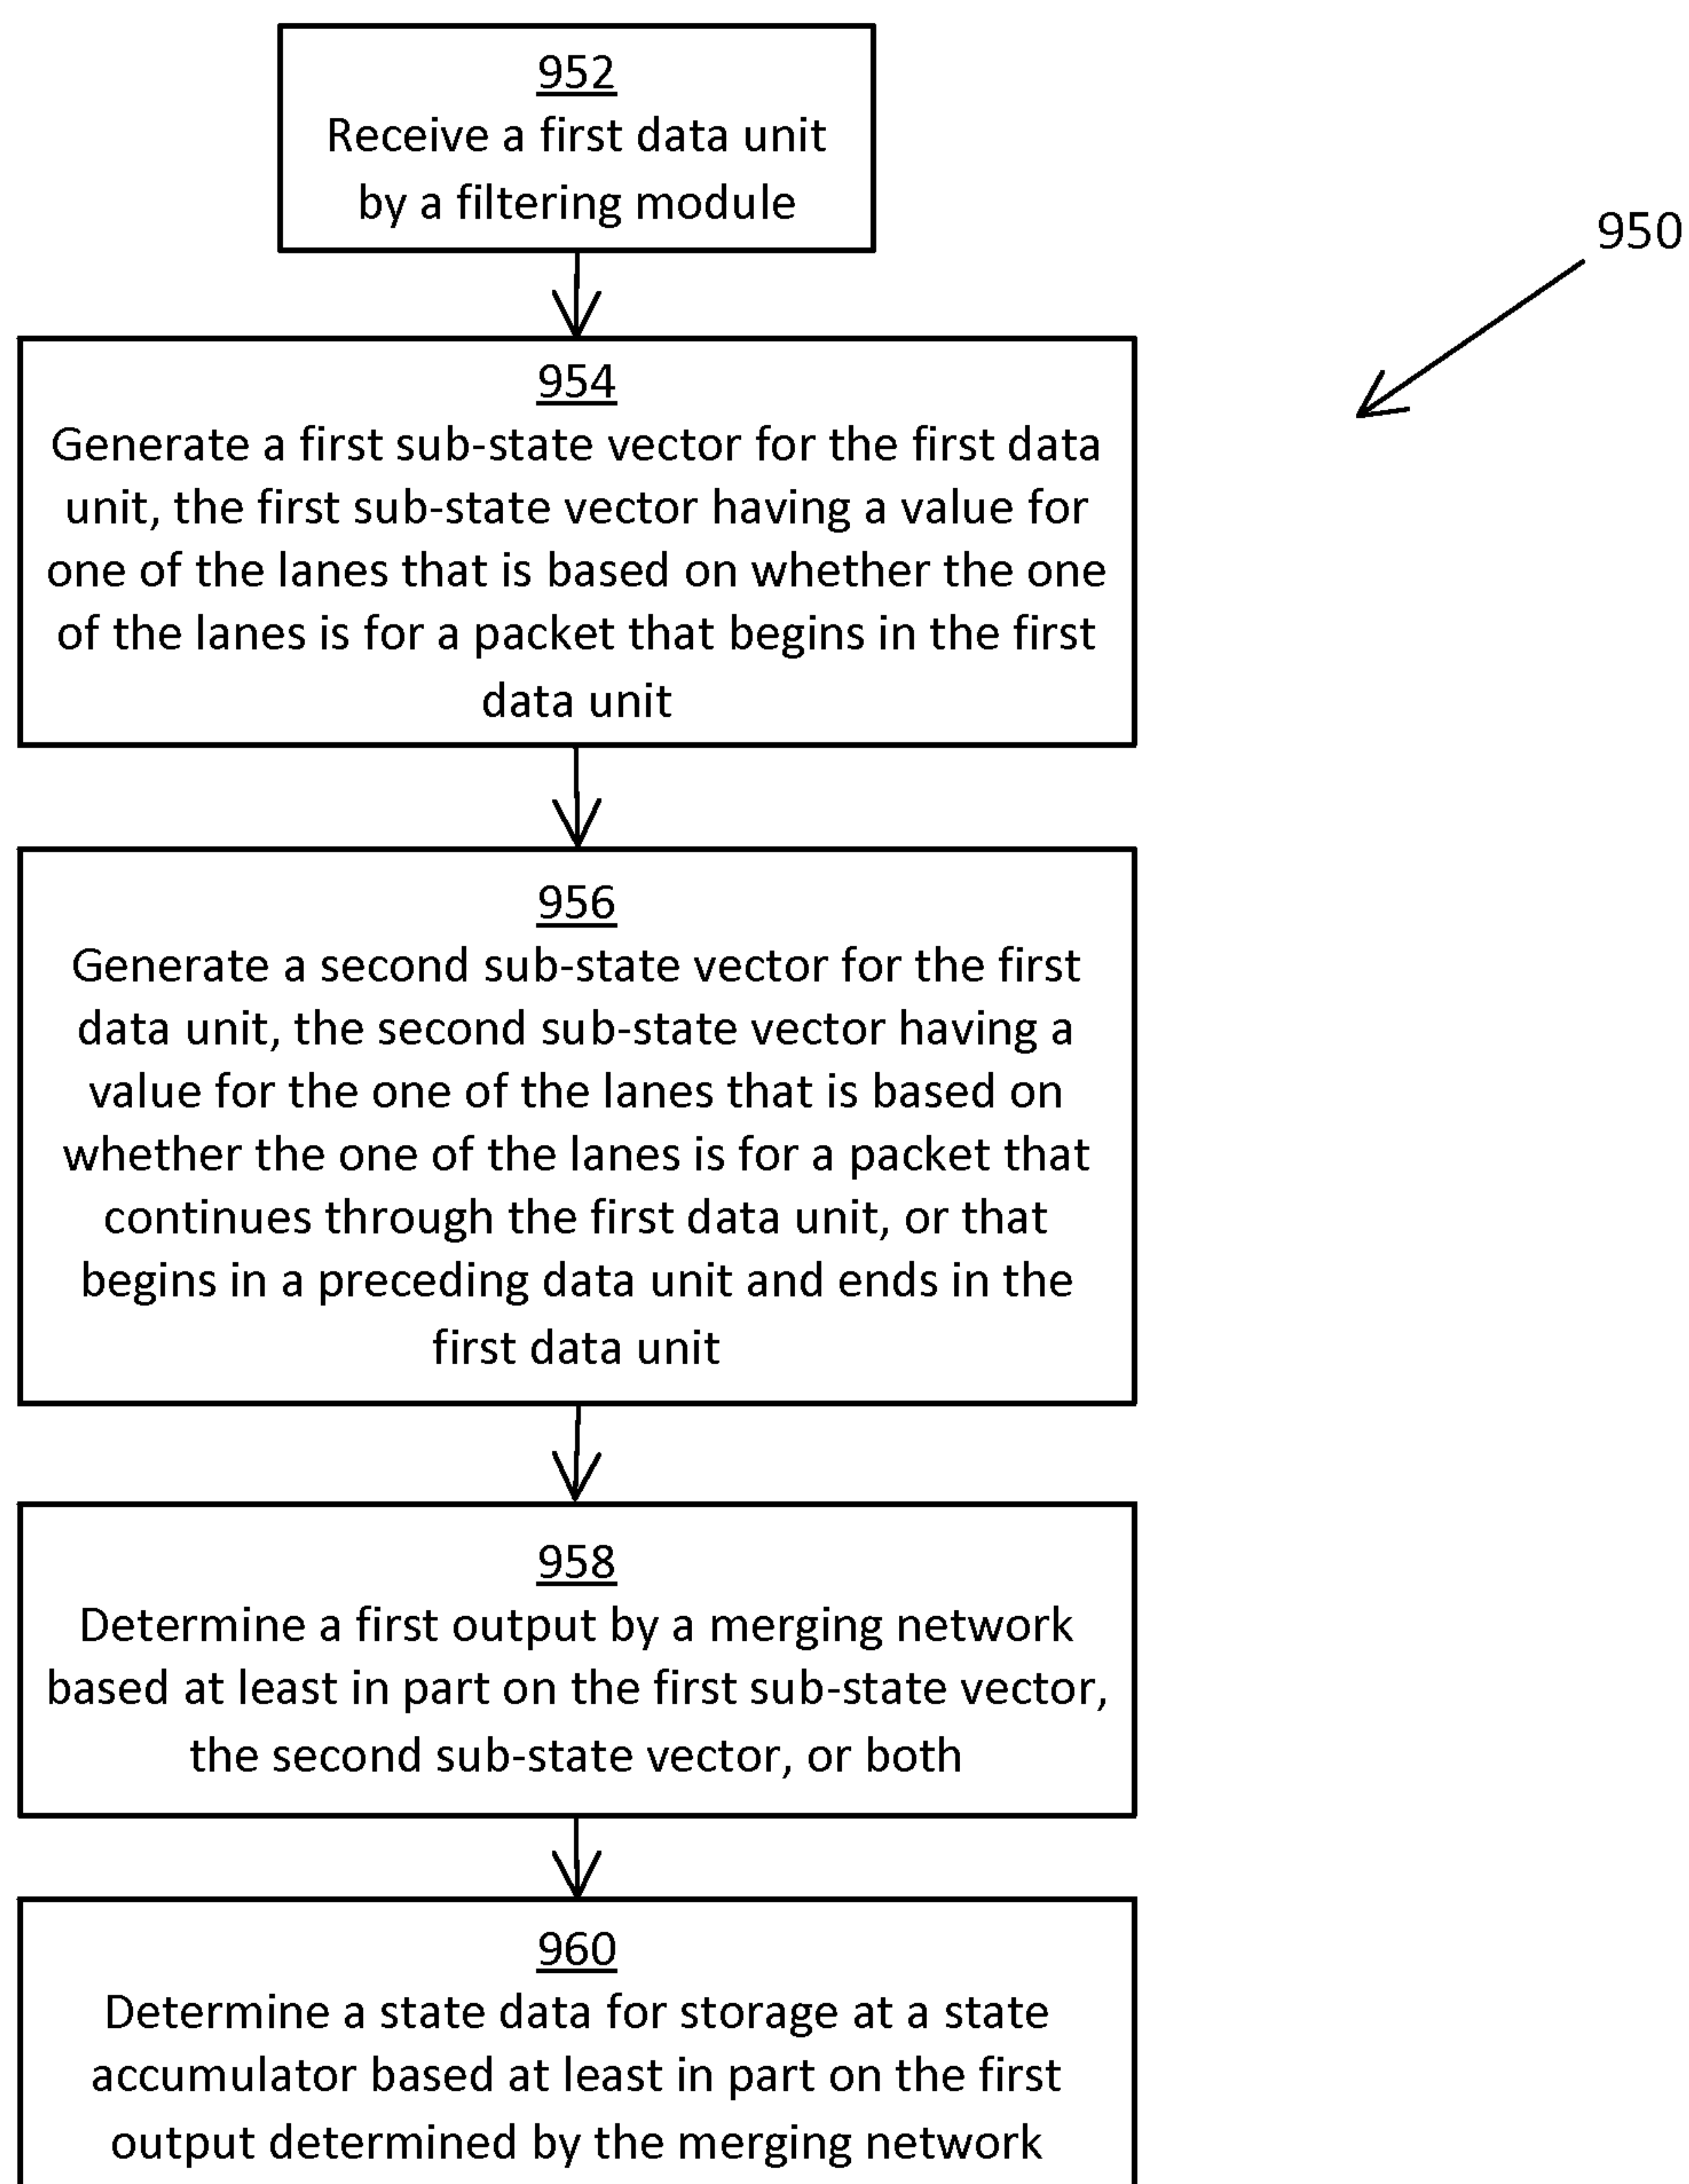 952
Receive a first data unit
by a filtering module
950
954
Generate a first sub-state vector for the first data
unit, the first sub-state vector having a value for
one of the lanes that is based on whether the one
of the lanes is for a packet that begins in the first
data unit
956
Generate a second sub-state vector for the first
data unit, the second sub-state vector having a
value for the one of the lanes that is based on
whether the one of the lanes is for a packet that
continues through the first data unit, or that
begins in a preceding data unit and ends in the
first data unit
958
Determine a first output by a merging network
based at least in part on the first sub-state vector,
the second sub-state vector, or both
960
Determine a state data for storage at a state
accumulator based at least in part on the first
output determined by the merging network